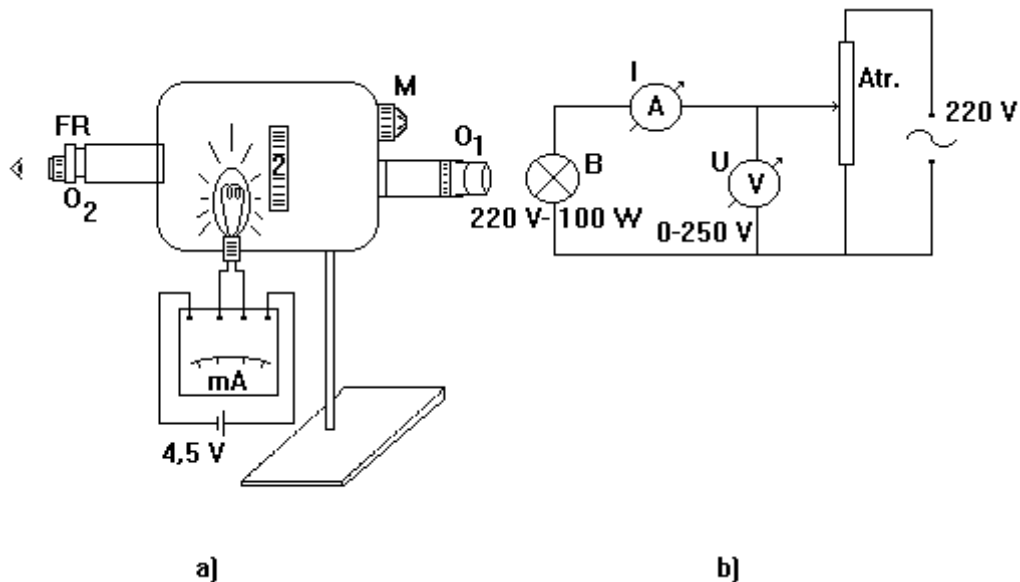 FR
O2
2
M
O1
mA
4,5 V
a)
I
A
B
220 V- 100 W
U
V
0-250 V
Atr.
220 V
b)